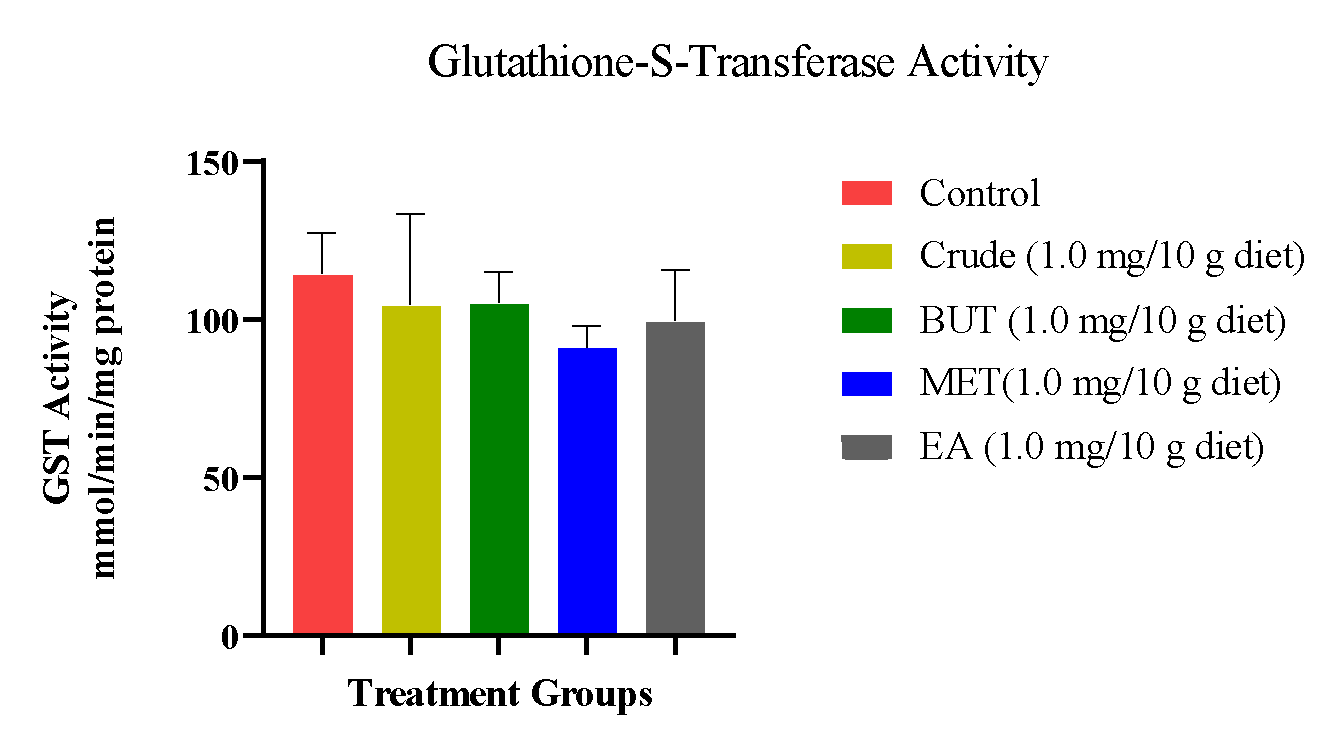 Glutathione-S-Transferase Activity
150
100
50
0
GST Activity
mmol/min/mg protein
Treatment Groups
Control
Crude (1.0 mg/10 g diet)
BUT (1.0 mg/10 g diet)
MET(1.0 mg/10 g diet)
EA (1.0 mg/10 g diet)